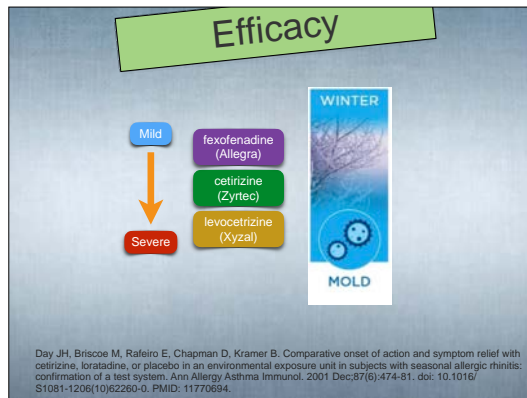 Efficacy
WINTER
Mild
fexofenadine
(Allegra)
cetirizine
(Zyrtec)
levocetrizine
(Xyzal)
Severe
MOLD
Day JH, Briscoe M, Rafeiro E, Chapman D, Kramer B. Comparative onset of action and symptom relief with
cetirizine, loratadine, or placebo in an environmental exposure unit in subjects with seasonal allergic rhinitis:
confirmation of a test system. Ann Allergy Asthma Immunol. 2001 Dec;87(6):474-81. doi: 10.1016/
S1081-1206(10)62260-0. PMID: 11770694.